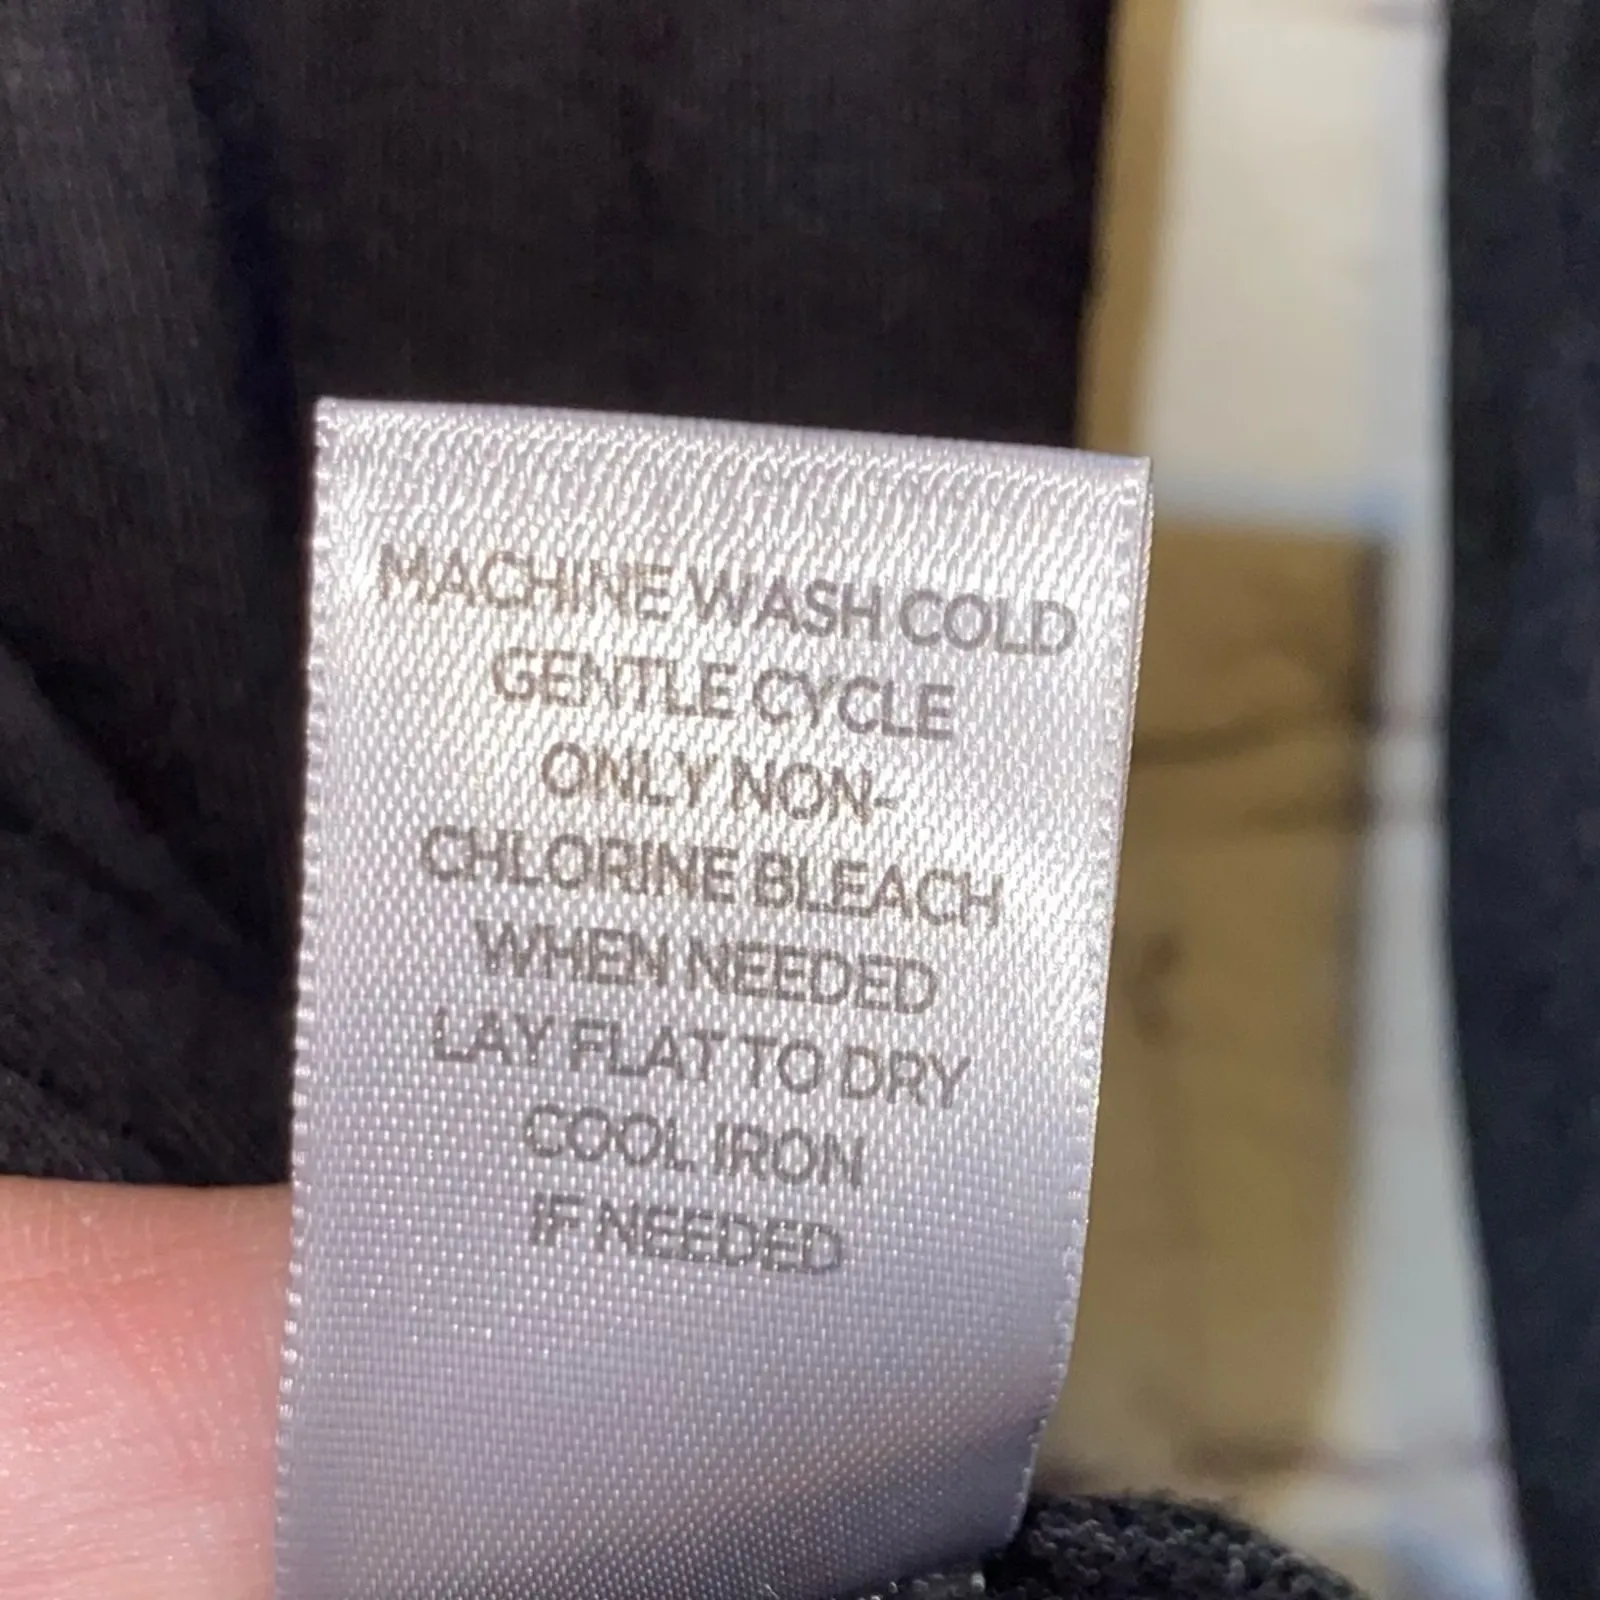 MACHINE WASH COLD
GENTLE CYCLE
ONLY NON-
CHLORINE BLEACH
WHEN NEEDED
LAY FLAT TO DRY
COOL IRON
IF NEEDED